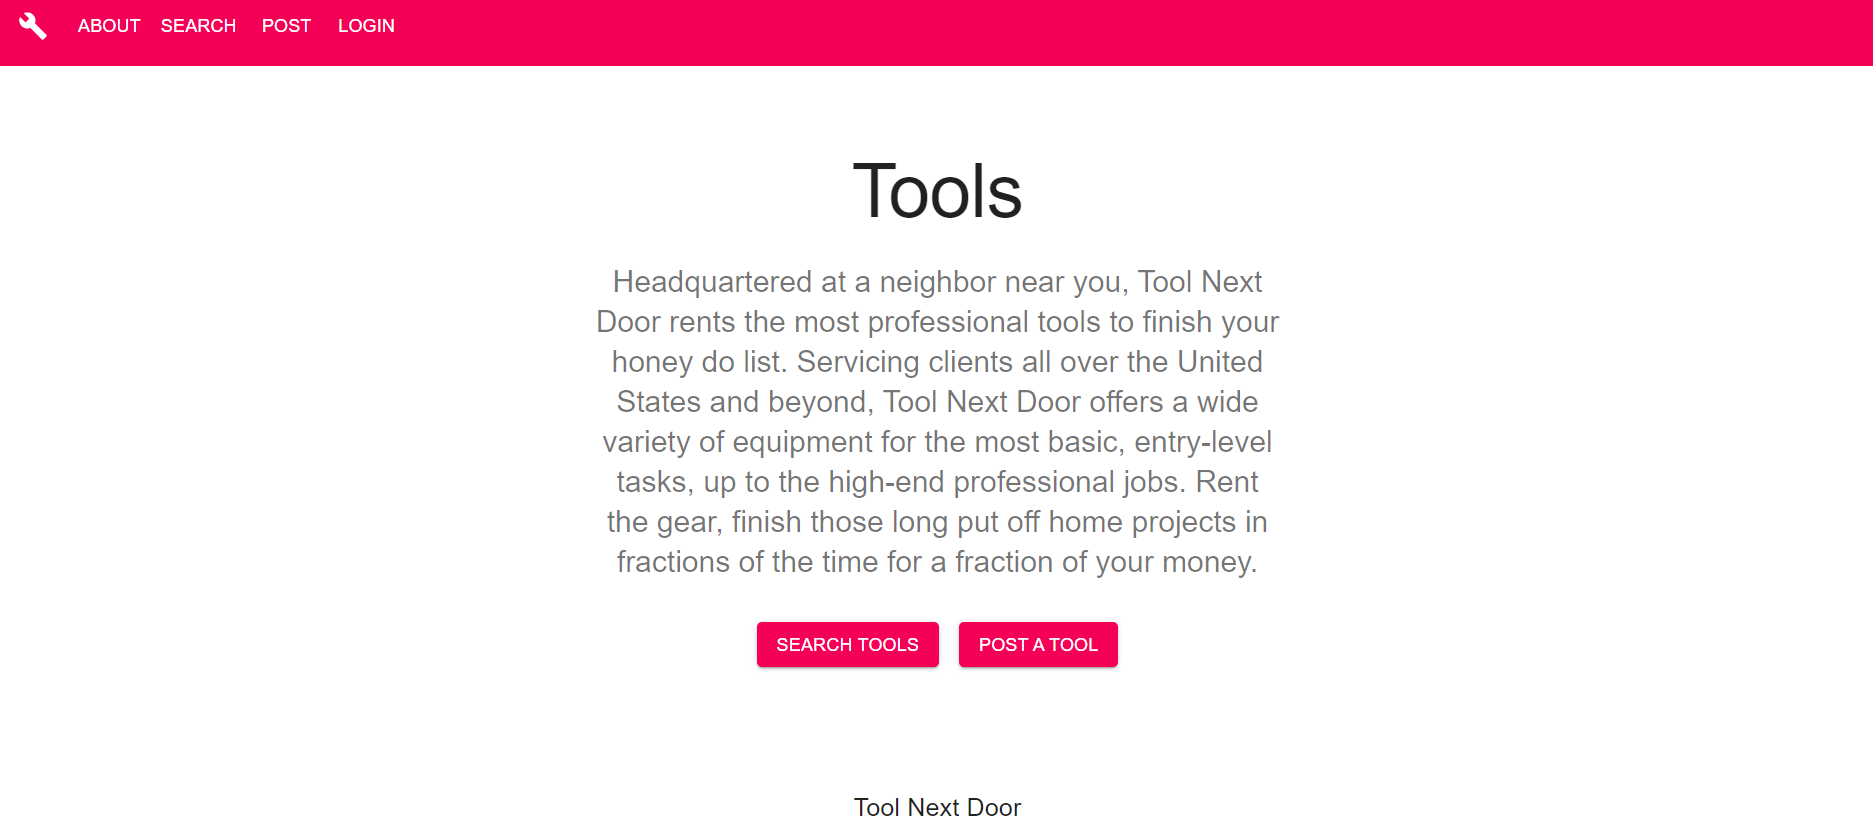 ABOUT SEARCH POST LOGIN
Tools
Headquartered at a neighbor near you, Tool Next
Door rents the most professional tools to finish your
honey do list. Servicing clients all over the United
States and beyond, Tool Next Door offers a wide
variety of equipment for the most basic, entry-level
tasks, up to the high-end professional jobs. Rent
the gear, finish those long put off home projects in
fractions of the time for a fraction of your money.
SEARCH TOOLS POST A TOOL
Tool Next Door